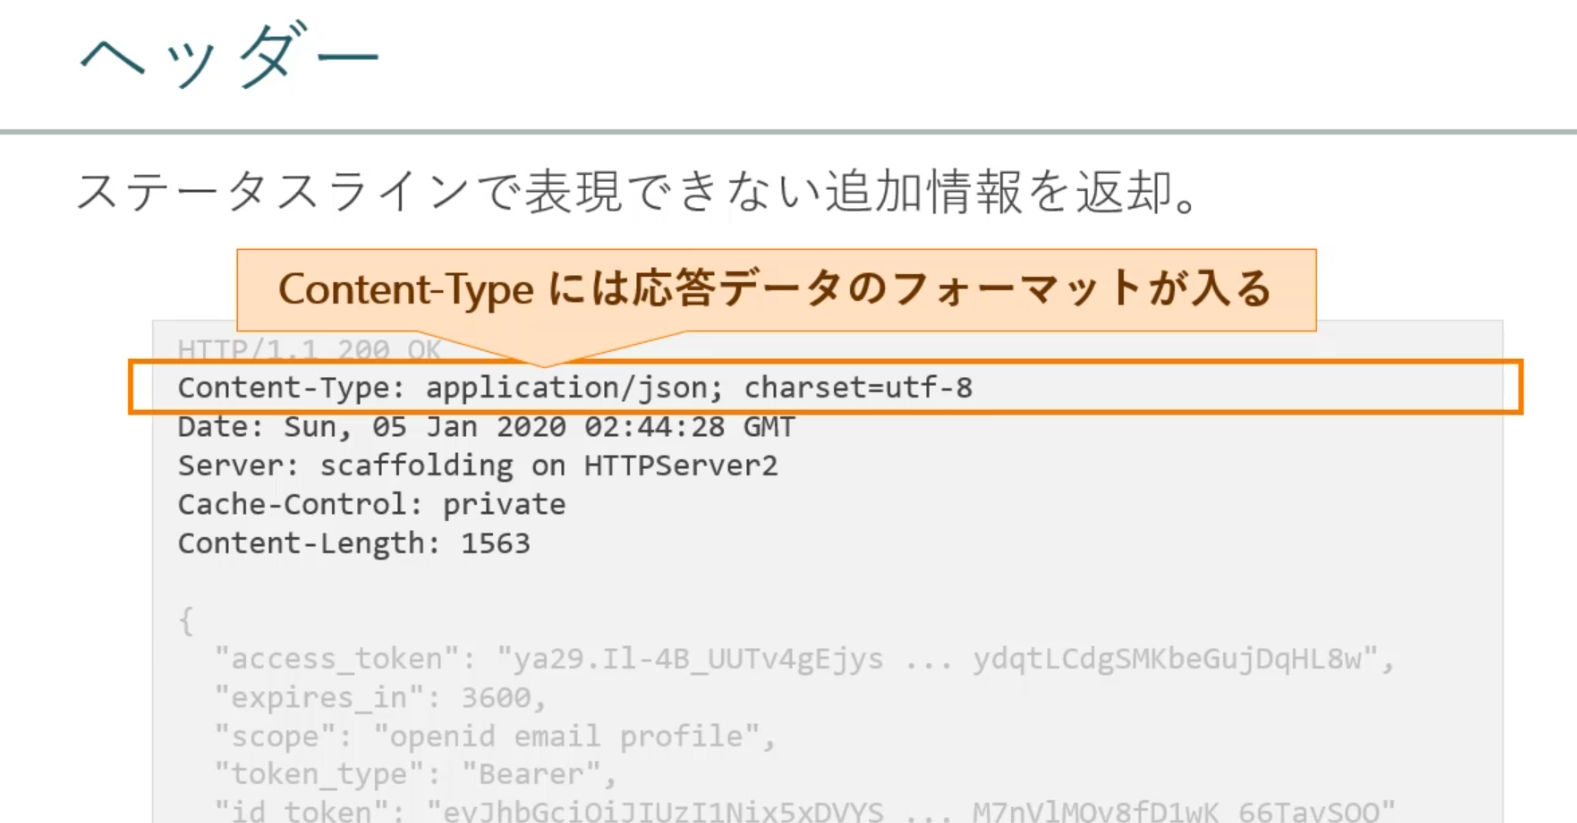 ヘッダー
ステータスラインで表現できない追加情報を返却。
Content-Type には応答データのフォーマットが入る
HTTP/1.1 200 OK
Content-Type: application/json; charset=utf-8
Date: Sun, 05 Jan 2020 02:44:28 GMT
Server: scaffolding on HTTPServer2
Cache-Control: private
Content-Length: 1563
{
"access_token": "ya29.Il-4B_UUTv4gEjys ... ydqtLCdgSMKbeGujDqHL8w",
"expires_in": 3600,
"scope": "openid email profile",
"token_type": "Bearer",
"id_token": "eyJhbGciOiJIUzI1Nix5xDVYS ... M7nVlMOv8fD1wK_66TaySOO"